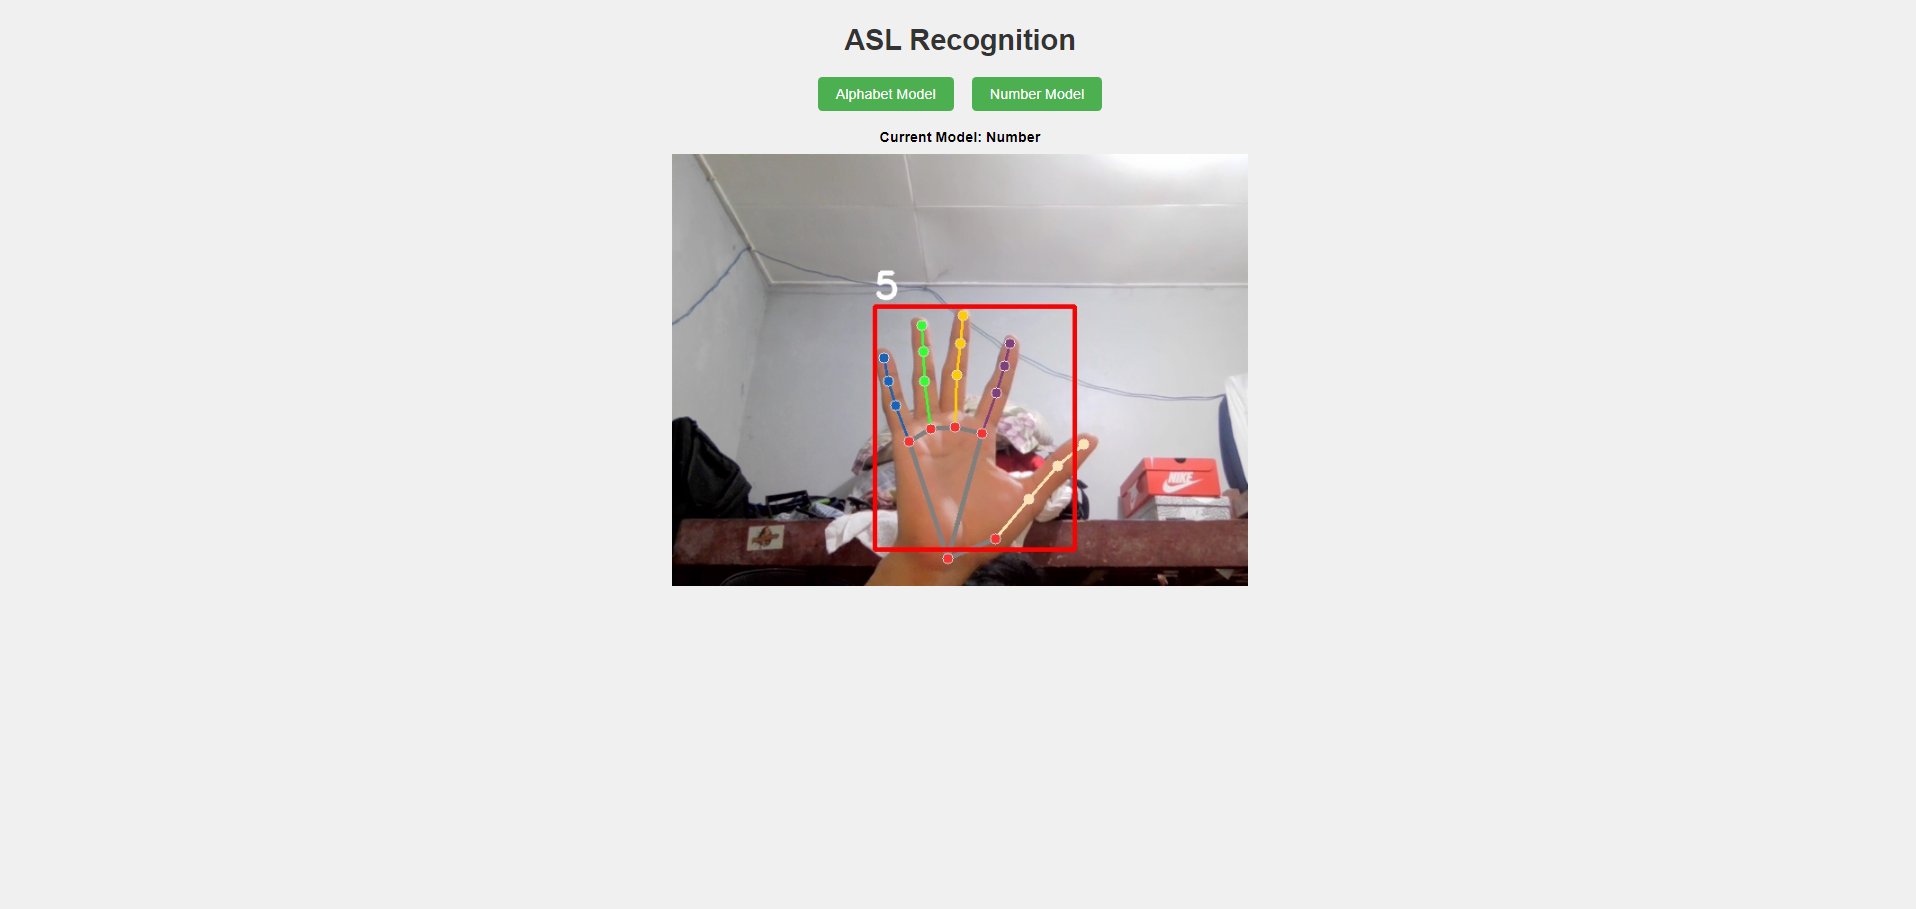 ASL Recognition
Alphabet Model
Number Model
Current Model: Number
5
NIKE